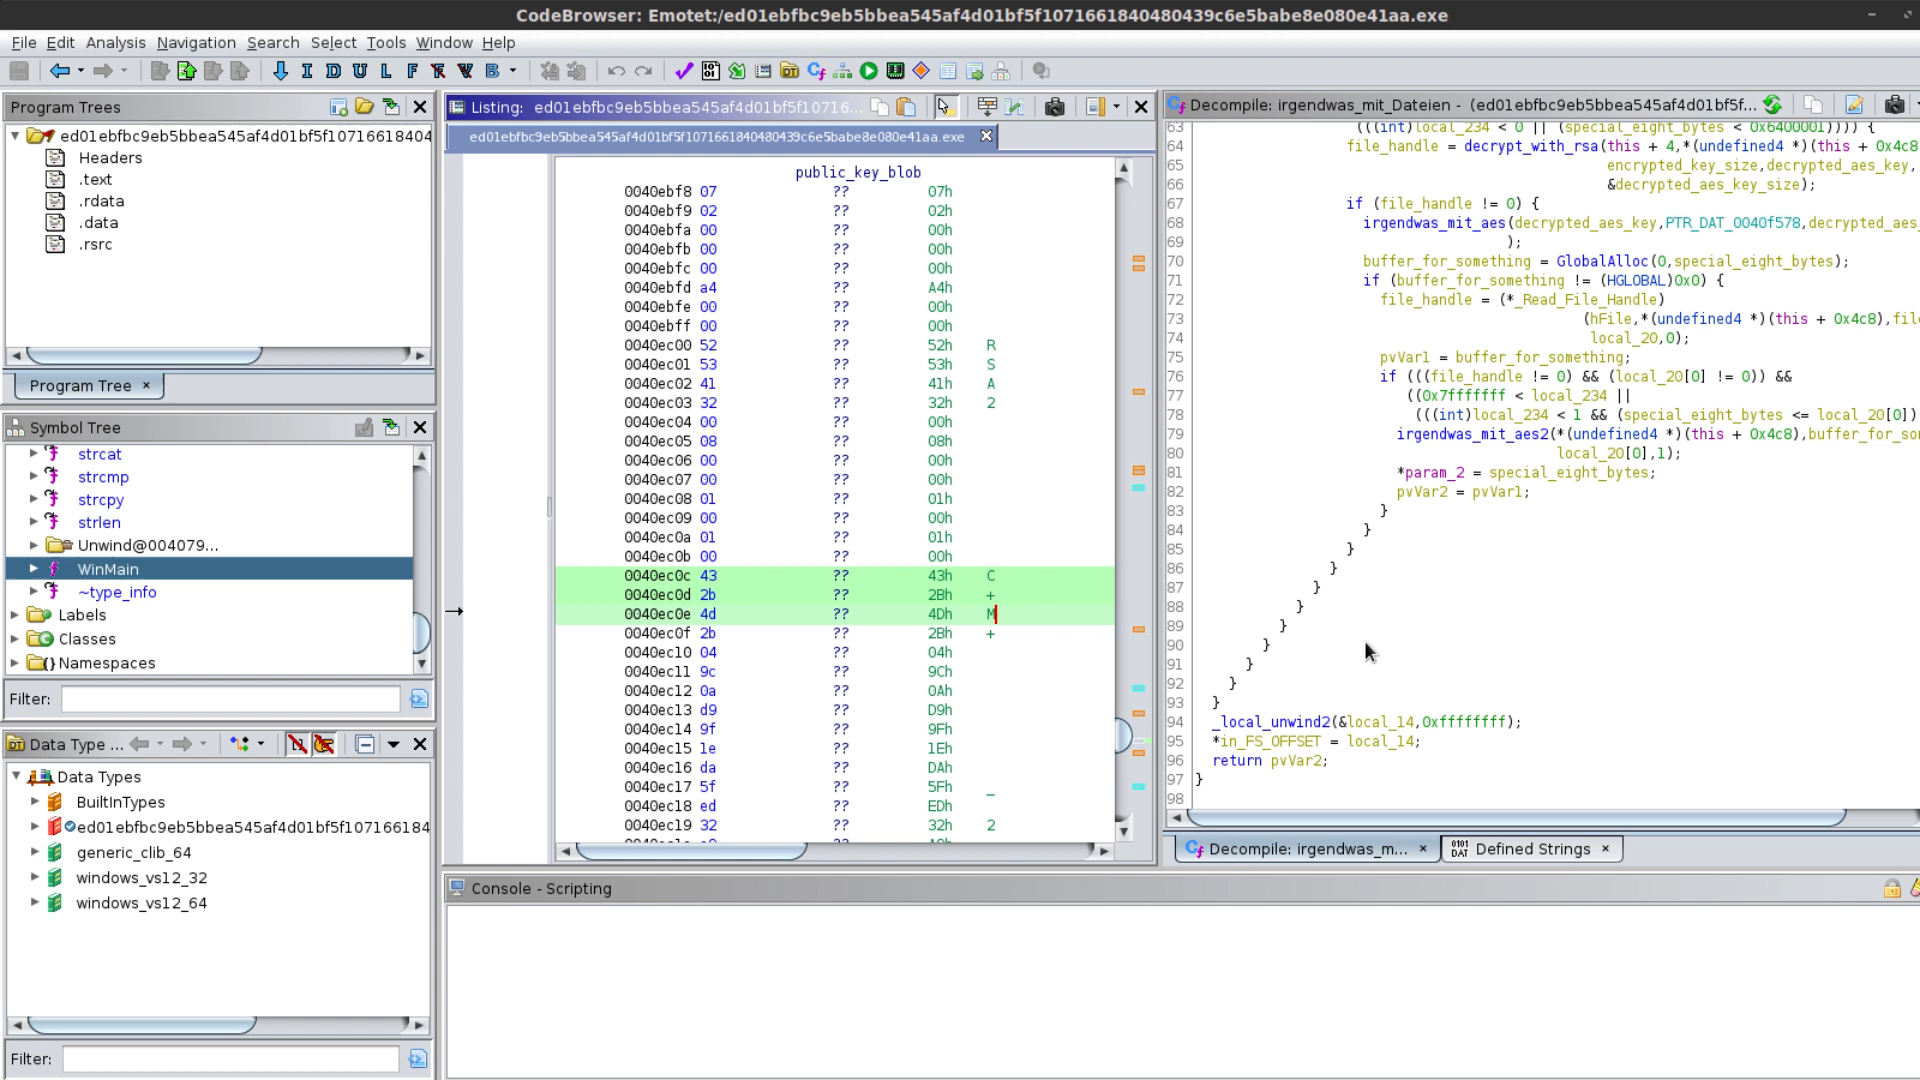 CodeBrowser: Emotet:/ed01ebfbc9eb5bbea545af4d01bf5f1071661840480439c6e5babe8e080e41aa.exe
File Edit Analysis Navigation Search Select Tools Window Help
Program Trees
ed01ebfbc9eb5bbea545af4d01bf5f10716618404
Headers
.text
.rdata
.data
.rsrc
Program Tree ×
Symbol Tree
strcat
strcmp
strcpy
strlen
Unwind@004079...
WinMain
~type_info
Labels
Classes
Namespaces
Filter:
Data Type ...
Data Types
BuiltInTypes
ed01ebfbc9eb5bbea545af4d01bf5f107166184
generic_clib_64
windows_vs12_32
windows_vs12_64
Filter:
Listing: ed01ebfbc9eb5bbea545af4d01bf5f10716...
ed01ebfbc9eb5bbea545af4d01bf5f1071661840480439c6e5babe8e080e41aa.exe
public_key_blob
0040ebf8 07 ?? 07h
0040ebf9 02 ?? 02h
0040ebfa 00 ?? 00h
0040ebfb 00 ?? 00h
0040ebfc 00 ?? 00h
0040ebfd a4 ?? A4h
0040ebfe 00 ?? 00h
0040ebff 00 ?? 00h
0040ec00 52 ?? 52h R
0040ec01 53 ?? 53h S
0040ec02 41 ?? 41h A
0040ec03 32 ?? 32h 2
0040ec04 00 ?? 00h
0040ec05 08 ?? 08h
0040ec06 00 ?? 00h
0040ec07 00 ?? 00h
0040ec08 01 ?? 01h
0040ec09 00 ?? 00h
0040ec0a 01 ?? 01h
0040ec0b 00 ?? 00h
0040ec0c 43 ?? 43h C
0040ec0d 2b ?? 2Bh +
0040ec0e 4d ?? 4Dh M
0040ec0f 2b ?? 2Bh +
0040ec10 04 ?? 04h
0040ec11 9c ?? 9Ch
0040ec12 0a ?? 0Ah
0040ec13 d9 ?? D9h
0040ec14 9f ?? 9Fh
0040ec15 1e ?? 1Eh
0040ec16 da ?? DAh
0040ec17 5f ?? 5Fh _
0040ec18 ed ?? EDh
0040ec19 32 ?? 32h 2
Decompile: irgendwas_mit_Dateien - (ed01ebfbc9eb5bbea545af4d01bf5f...
63 (((int)local_234 < 0 || (special_eight_bytes < 0x6400001)))) {
64 file_handle = decrypt_with_rsa(this + 4,*(undefined4 *)(this + 0x4c8
65 encrypted_key_size,decrypted_aes_key,
66 &decrypted_aes_key_size);
67 if (file_handle != 0) {
68 irgendwas_mit_aes(decrypted_aes_key,PTR_DAT_0040f578,decrypted_aes_
69 );
70 buffer_for_something = GlobalAlloc(0,special_eight_bytes);
71 if (buffer_for_something != (HGLOBAL)0x0) {
72 file_handle = (*_Read_File_Handle)
73 (hFile,*(undefined4 *)(this + 0x4c8),file
74 local_20,0);
75 pvVar1 = buffer_for_something;
76 if (((file_handle != 0) && (local_20[0] != 0)) &&
77 ((0x7fffffff < local_234 ||
78 (((int)local_234 < 1 && (special_eight_bytes <= local_20[0])
79 irgendwas_mit_aes2(*(undefined4 *)(this + 0x4c8),buffer_for_so
80 local_20[0],1);
81 *param_2 = special_eight_bytes;
82 pvVar2 = pvVar1;
83 }
84 }
85 }
86 }
87 }
88 }
89 }
90 }
91 }
92 }
93 }
94 _local_unwind2(&local_14,0xffffffff);
95 *in_FS_OFFSET = local_14;
96 return pvVar2;
97 }
98
Decompile: irgendwas_m... × Defined Strings ×
Console - Scripting